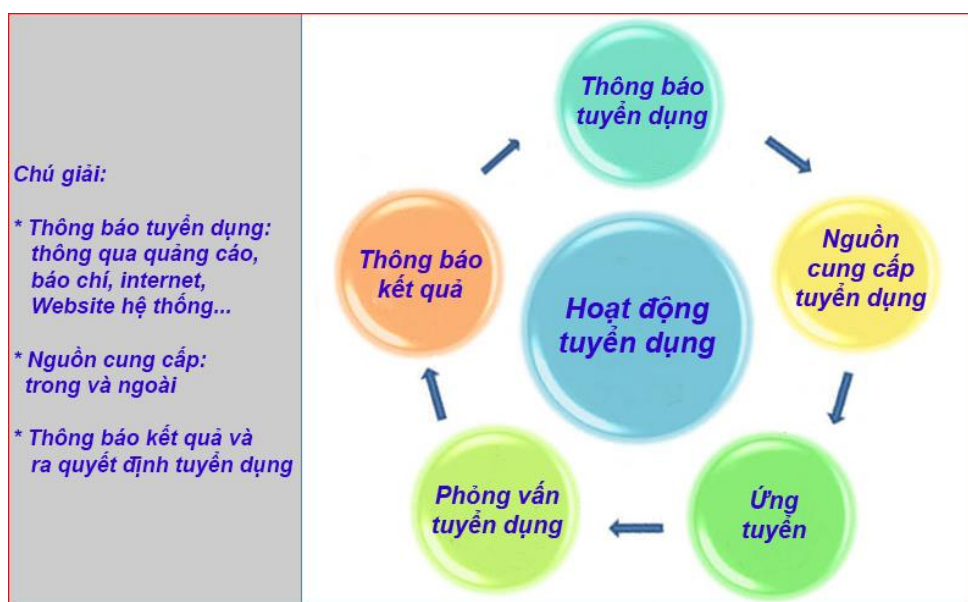 Chú giải:
* Thông báo tuyển dụng:
thông qua quảng cáo,
báo chí, internet,
Website hệ thống...
* Nguồn cung cấp:
trong và ngoài
* Thông báo kết quả và
ra quyết định tuyển dụng
Thông báo
tuyển dụng
Nguồn
cung cấp
tuyển dụng
Ứng
tuyển
Phỏng vấn
tuyển dụng
Thông báo
kết quả
Hoạt động
tuyển dụng